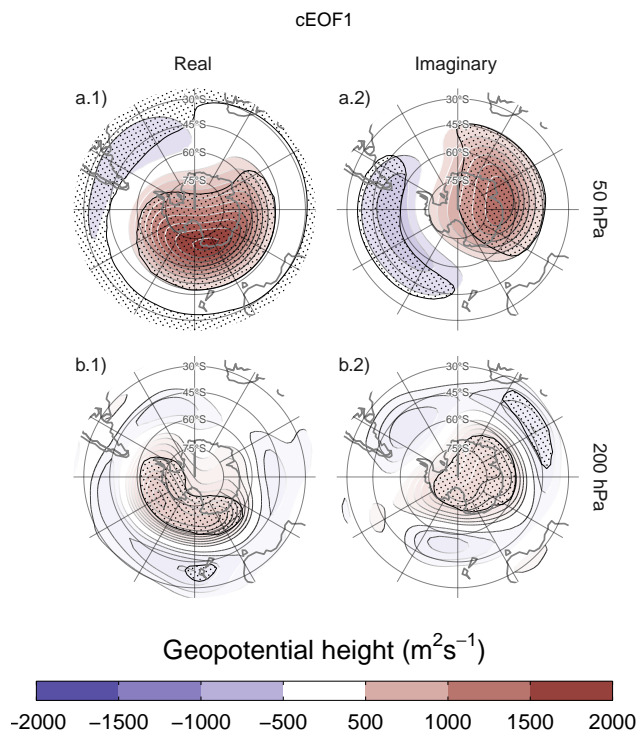 cEOF1
Real Imaginary
a.1) a.2)
30°S 30°S
45°S 45°S
60°S 60°S
75°S 75°S
50 hPa
b.1) b.2)
30°S 30°S
45°S 45°S
60°S 60°S
75°S 75°S
200 hPa
Geopotential height (m²s⁻¹)
−2000 −1500 −1000 −500 500 1000 1500 2000